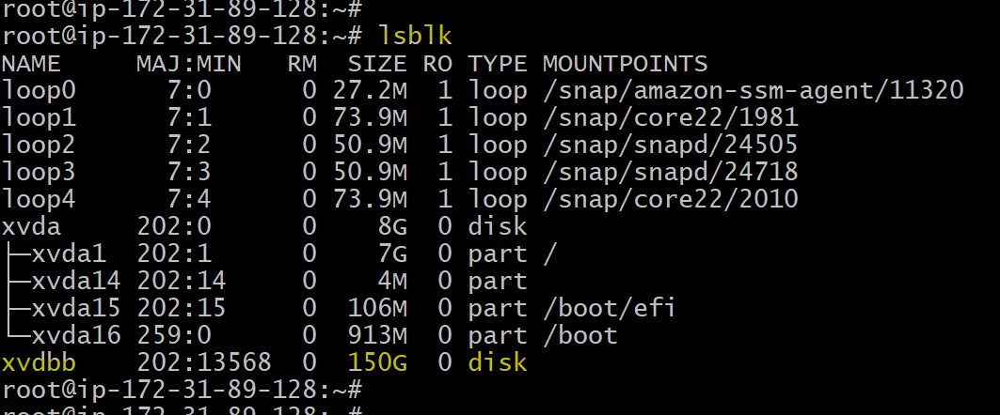 root@ip-172-31-89-128:~#
root@ip-172-31-89-128:~# lsblk
NAME     MAJ:MIN   RM  SIZE RO TYPE MOUNTPOINTS
loop0      7:0      0 27.2M  1 loop /snap/amazon-ssm-agent/11320
loop1      7:1      0 73.9M  1 loop /snap/core22/1981
loop2      7:2      0 50.9M  1 loop /snap/snapd/24505
loop3      7:3      0 50.9M  1 loop /snap/snapd/24718
loop4      7:4      0 73.9M  1 loop /snap/core22/2010
xvda     202:0      0    8G  0 disk
├─xvda1  202:1      0    7G  0 part /
├─xvda14 202:14     0    4M  0 part
├─xvda15 202:15     0  106M  0 part /boot/efi
└─xvda16 259:0      0  913M  0 part /boot
xvdbb    202:13568  0  150G  0 disk
root@ip-172-31-89-128:~#
root@ip-172-31-89-128:~#